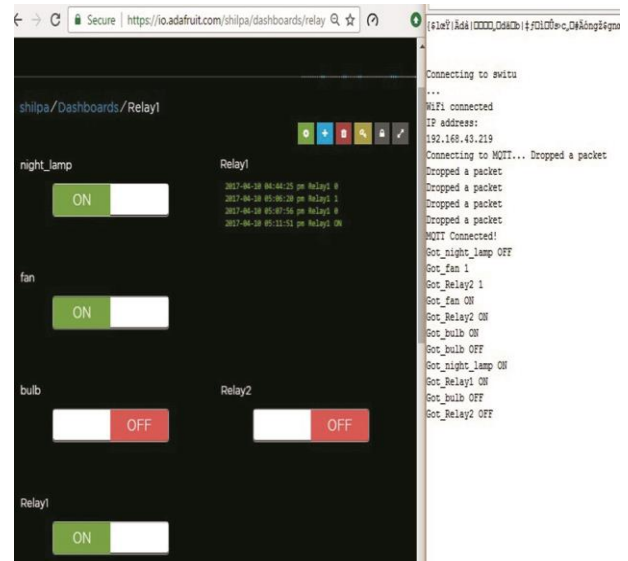 Secure | https://io.adafruit.com/shilpa/dashboards/relay
shilpa/Dashboards/Relay1
night_lamp
ON
Relay1
2017-04-10 04:44:25 pm Relay1 0
2017-04-10 05:06:20 pm Relay1 1
2017-04-10 05:07:56 pm Relay1 0
2017-04-10 05:11:51 pm Relay1 ON
fan
ON
bulb
OFF
Relay2
OFF
Relay1
ON
Connecting to switu
...
WiFi connected
IP address:
192.168.43.219
Connecting to MQTT... Dropped a packet
Dropped a packet
Dropped a packet
Dropped a packet
Dropped a packet
MQTT Connected!
Got_night_lamp OFF
Got_fan 1
Got_Relay2 1
Got_fan ON
Got_Relay2 ON
Got_bulb ON
Got_bulb OFF
Got_night_lamp ON
Got_Relay1 ON
Got_bulb OFF
Got_Relay2 OFF